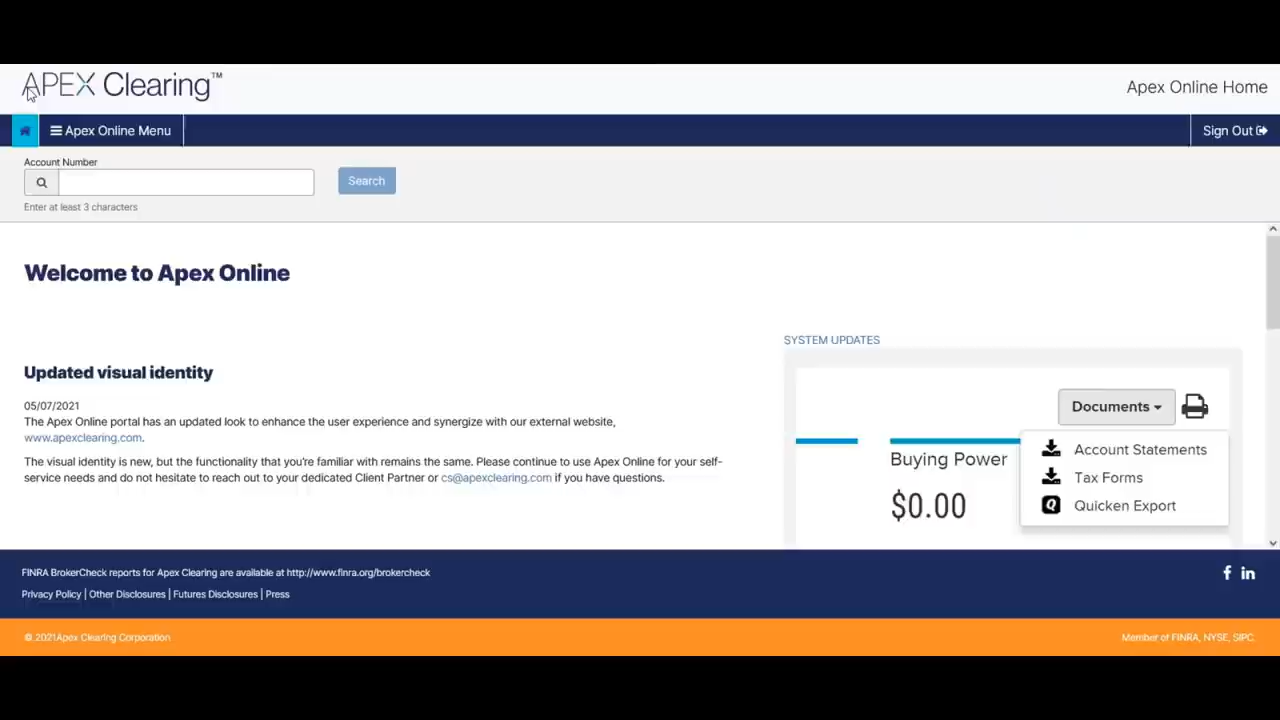 APEX Clearing™
Apex Online Home
Apex Online Menu
Sign Out
Account Number
Search
Enter at least 3 characters
Welcome to Apex Online
SYSTEM UPDATES
Updated visual identity
05/07/2021
The Apex Online portal has an updated look to enhance the user experience and synergize with our external website,
www.apexclearing.com.
The visual identity is new, but the functionality that you're familiar with remains the same. Please continue to use Apex Online for your self-
service needs and do not hesitate to reach out to your dedicated Client Partner or cs@apexclearing.com if you have questions.
Documents
Account Statements
Buying Power
Tax Forms
$0.00
Quicken Export
FINRA BrokerCheck reports for Apex Clearing are available at http://www.finra.org/brokercheck
Privacy Policy | Other Disclosures | Futures Disclosures | Press
© 2021Apex Clearing Corporation
Member of FINRA, NYSE, SIPC.